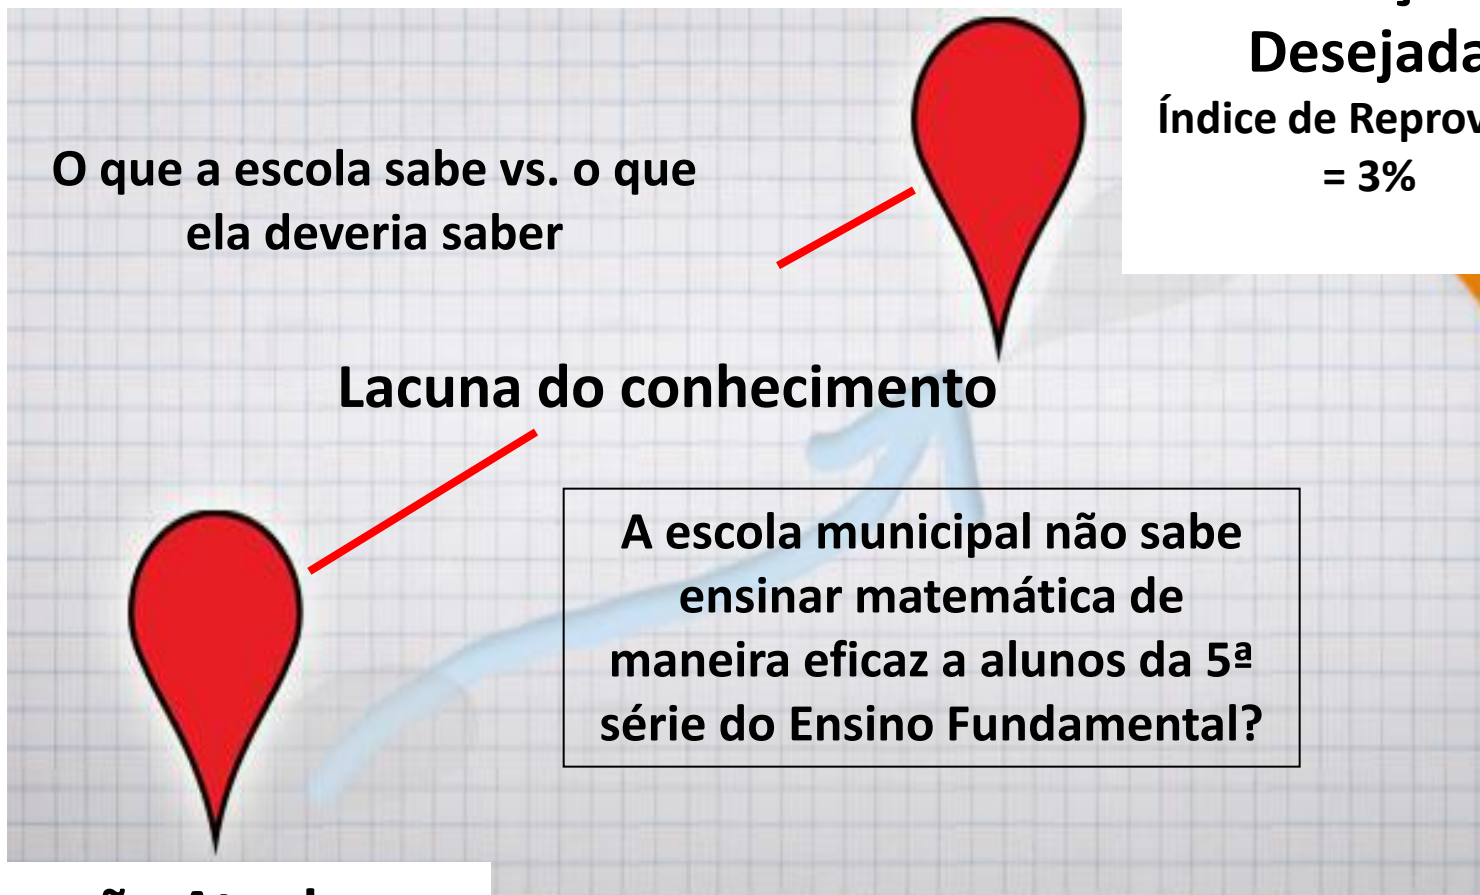 Desejada
Índice de Reprov
= 3%
O que a escola sabe vs. o que
ela deveria saber
Lacuna do conhecimento
A escola municipal não sabe
ensinar matemática de
maneira eficaz a alunos da 5ª
série do Ensino Fundamental?